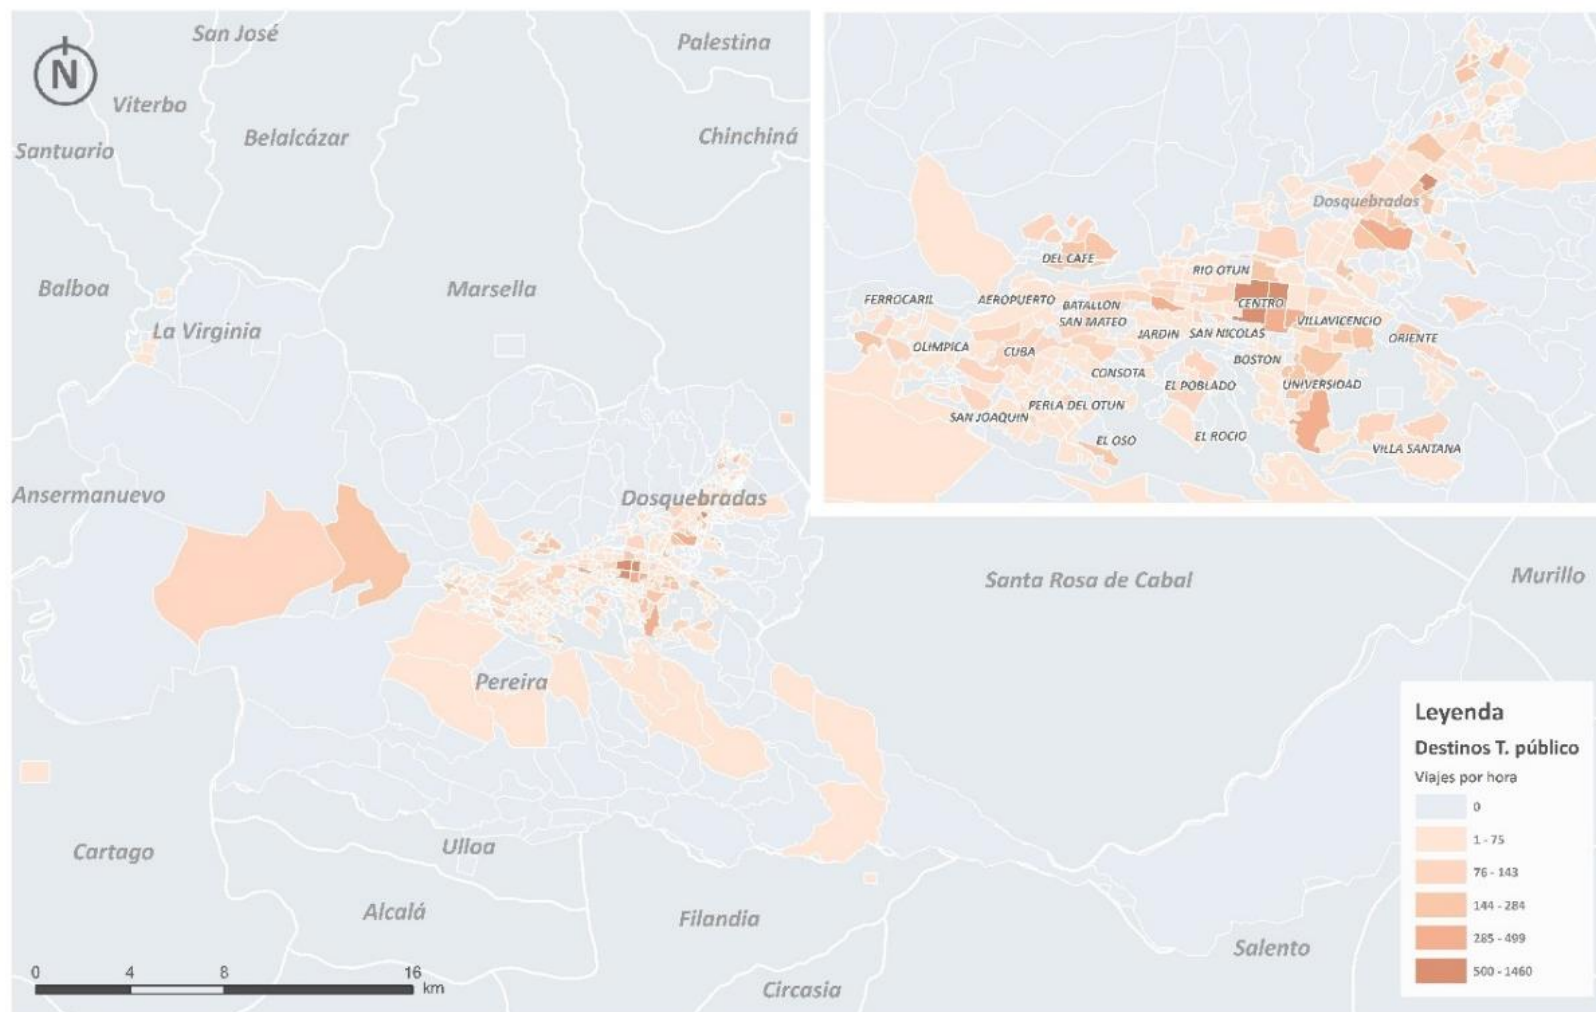 N
San José
Palestina
Viterbo
Belalcázar
Chinchiná
Santuario
Balboa
Marsella
La Virginia
Ansermanuevo
Dosquebradas
Santa Rosa de Cabal
Murillo
Pereira
Cartago
Ulloa
Alcalá
Filandia
Salento
Circasia
0 4 8 16
km
Dosquebradas
DEL CAFE
RIO OTUN
FERROCARIL
AEROPUERTO
BATALLÓN
CENTRO
SAN MATEO
VILLAVICENCIO
JARDIN
SAN NICOLAS
ORIENTE
OLIMPICA
CUBA
BOSTON
CONSOTA
EL POBLADO
UNIVERSIDAD
SAN JOAQUIN
PERLA DEL OTUN
EL OSO
EL ROCIO
VILLA SANTANA
Leyenda
Destinos T. público
Viajes por hora
0
1 - 75
76 - 143
144 - 284
285 - 499
500 - 1460